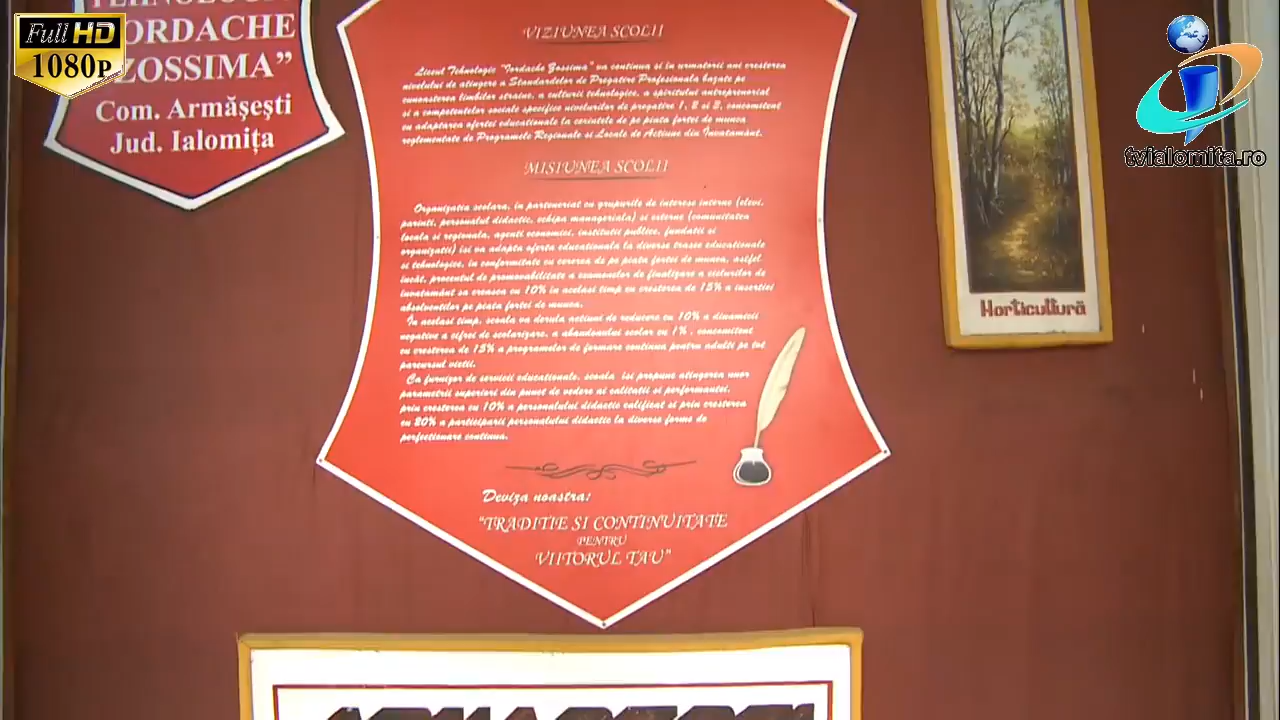 Full HD
1080P
ORDACHE
ZOSSIMA”
Com. Armășești
Jud. Ialomița
VIZIUNEA SCOLII
Liceul Tehnologic "Iordache Zossima" va continua si in urmatorii ani cresterea
nivelului de atingere a Standardelor de Pregatire Profesionala bazate pe
cunoasterea limbilor straine, a culturii tehnologice, a spiritului antreprenorial
si a competentelor sociale specifice nivelurilor de pregatire 1, 2 si 3, concomitent
cu adaptarea ofertei educationale la cerintele de pe piata fortei de munca
reglementate de Programele Regionale si Locale de Actiune din Invatamânt.
MISIUNEA SCOLII
Organizatia scolara, in parteneriat cu grupurile de interese interne (elevi,
parinti, personalul didactic, echipa manageriala) si externe (comunitatea
locala si regionala, agenti economici, institutii publice, fundatii si
organizatii) isi va adapta oferta educationala la diverse trasee educationale
si tehnologice, in conformitate cu cererea de pe piata fortei de munca, astfel
incât, procentul de promovabilitate a examenelor de finalizare a ciclurilor de
invatamânt sa creasca cu 10% in acelasi timp cu cresterea de 15% a insertiei
absolventilor pe piata fortei de munca.
In acelasi timp, scoala va derula actiuni de reducere cu 10% a dinamicii
negative a cifrei de scolarizare, a abandonului scolar cu 1% , concomitent
cu cresterea de 15% a programelor de formare continua pentru adulti pe tot
parcursul vietii.
Ca furnizor de servicii educationale, scoala isi propune atingerea unor
parametrii superiori din punct de vedere al calitatii si performantei,
prin cresterea cu 10% a personalului didactic calificat si prin cresterea
cu 20% a participarii personalului didactic la diverse forme de
perfectionare continua.
Deviza noastra:
"TRADITIE SI CONTINUITATE
PENTRU
VIITORUL TAU"
Horticultură
tvialomita.ro